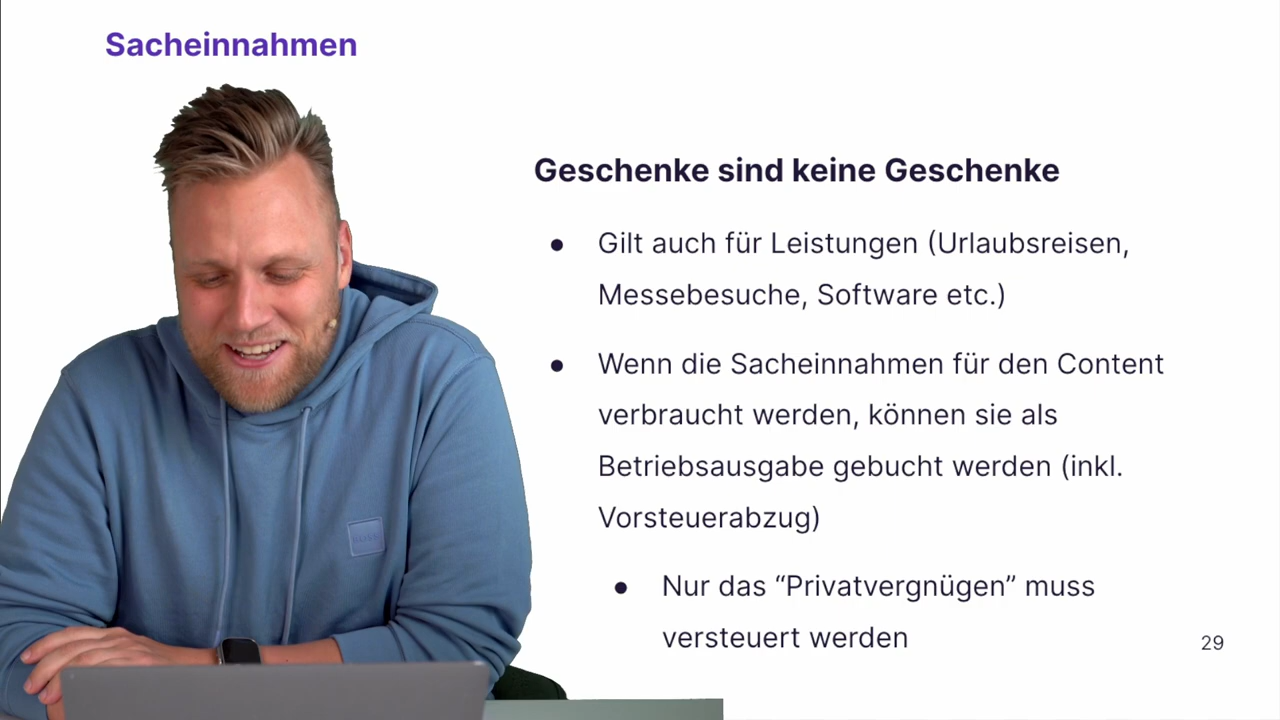 Sacheinnahmen
Geschenke sind keine Geschenke
● Gilt auch für Leistungen (Urlaubsreisen,
Messebesuche, Software etc.)
● Wenn die Sacheinnahmen für den Content
verbraucht werden, können sie als
Betriebsausgabe gebucht werden (inkl.
Vorsteuerabzug)
● Nur das “Privatvergnügen” muss
versteuert werden
29